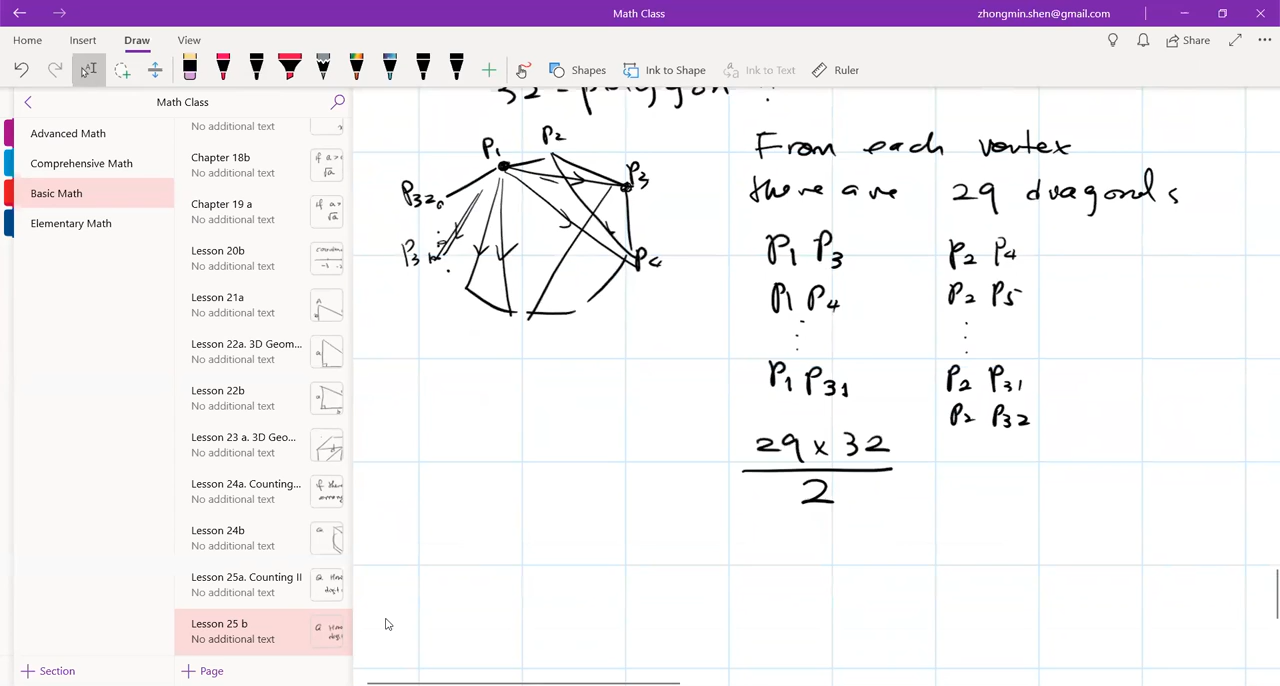 Math Class
zhongmin.shen@gmail.com
Home
Insert
Draw
View
Share
Shapes
Ink to Shape
Ink to Text
Ruler
Math Class
Advanced Math
Comprehensive Math
Basic Math
Elementary Math
No additional text
Chapter 18b
No additional text
Chapter 19 a
No additional text
Lesson 20b
No additional text
Lesson 21a
No additional text
Lesson 22a. 3D Geom...
No additional text
Lesson 22b
No additional text
Lesson 23 a. 3D Geo...
No additional text
Lesson 24a. Counting...
No additional text
Lesson 24b
No additional text
Lesson 25a. Counting II
No additional text
Lesson 25 b
No additional text
Section
Page
32-polygon ?
P1
P2
P3
P32
P31
P4
From each vertex
there are 29 diagonals
P1 P3
P1 P4
⋮
P1 P31
P2 P4
P2 P5
⋮
P2 P31
P2 P32
29 x 32
2